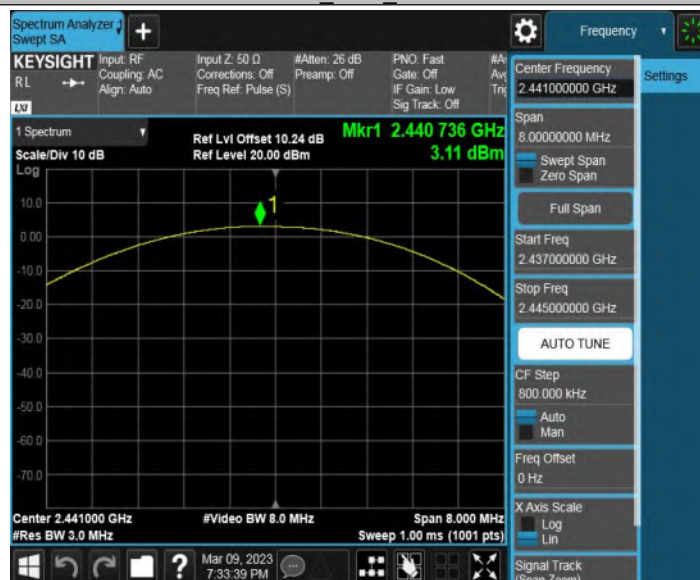 Spectrum Analyzer 1
Swept SA
Frequency
KEYSIGHT
RL
Input: RF
Coupling: AC
Align: Auto
Input Z: 50 Ω
Corrections: Off
Freq Ref: Pulse (S)
#Atten: 26 dB
Preamp: Off
PNO: Fast
Gate: Off
IF Gain: Low
Sig Track: Off
1 Spectrum
Scale/Div 10 dB
Log
Ref Lvl Offset 10.24 dB
Ref Level 20.00 dBm
Mkr1 2.440 736 GHz
3.11 dBm
1
10.0
0.00
-10.0
-20.0
-30.0
-40.0
-50.0
-60.0
-70.0
Center 2.441000 GHz
#Res BW 3.0 MHz
#Video BW 8.0 MHz
Span 8.000 MHz
Sweep 1.00 ms (1001 pts)
Mar 09, 2023
7:33:39 PM
Center Frequency
2.441000000 GHz
Settings
Span
8.00000000 MHz
Swept Span
Zero Span
Full Span
Start Freq
2.437000000 GHz
Stop Freq
2.445000000 GHz
AUTO TUNE
CF Step
800.000 kHz
Auto
Man
Freq Offset
0 Hz
X Axis Scale
Log
Lin
Signal Track
(Span Zoom)